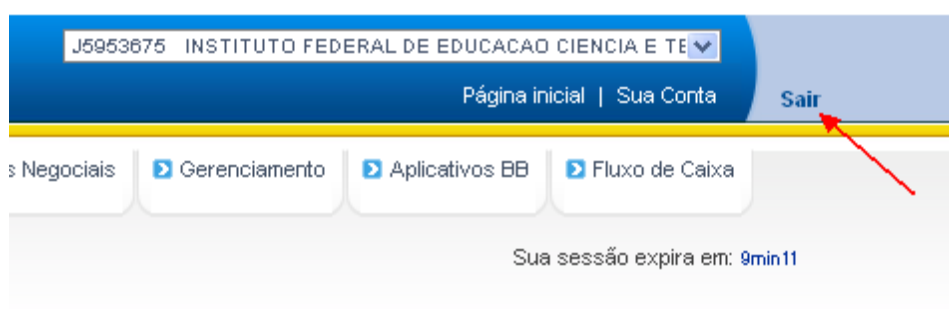 J5953675 INSTITUTO FEDERAL DE EDUCACAO CIENCIA E TE
Página inicial | Sua Conta Sair
s Negociais Gerenciamento Aplicativos BB Fluxo de Caixa
Sua sessão expira em: 9min11